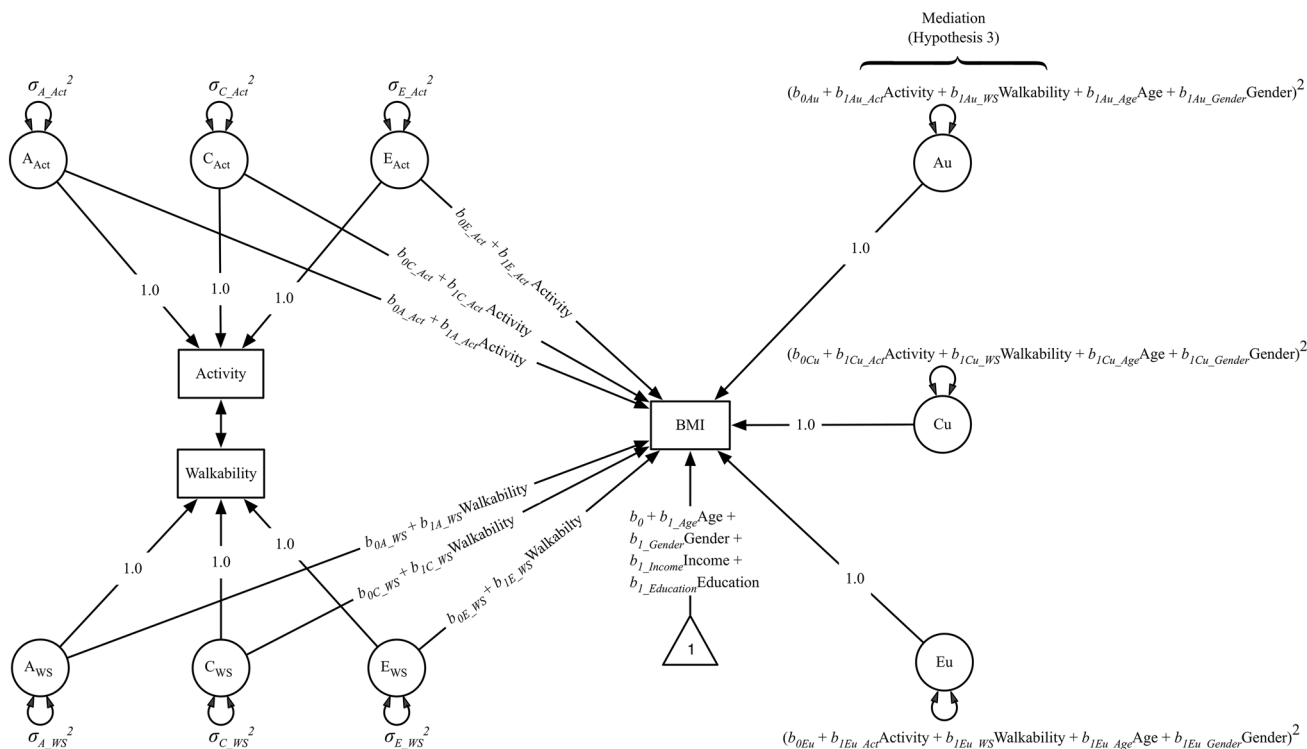 Mediation
(Hypothesis 3)
(b0Au + b1Au_ActActivity + b1Au_WSWalkability + b1Au_AgeAge + b1Au_GenderGender)2
σA_Act2
σC_Act2
σE_Act2
AAct
CAct
EAct
Au
b0E_Act + b1E_Act Activity
b0C_Act + b1C_Act Activity
b0A_Act + b1A_ActActivity
1.0
1.0
1.0
1.0
Activity
(b0Cu + b1Cu_ActActivity + b1Cu_WSWalkability + b1Cu_AgeAge + b1Cu_GenderGender)2
BMI
1.0
Cu
Walkability
b0A_WS + b1A_WSWalkability
b0C_WS + b1C_WSWalkability
b0E_WS + b1E_WSWalkabilty
1.0
1.0
1.0
b0 + b1_AgeAge +
b1_GenderGender +
b1_IncomeIncome +
b1_EducationEducation
1.0
1
AWS
CWS
EWS
Eu
σA_WS2
σC_WS2
σE_WS2
(b0Eu + b1Eu_ActActivity + b1Eu_WSWalkability + b1Eu_AgeAge + b1Eu_GenderGender)2